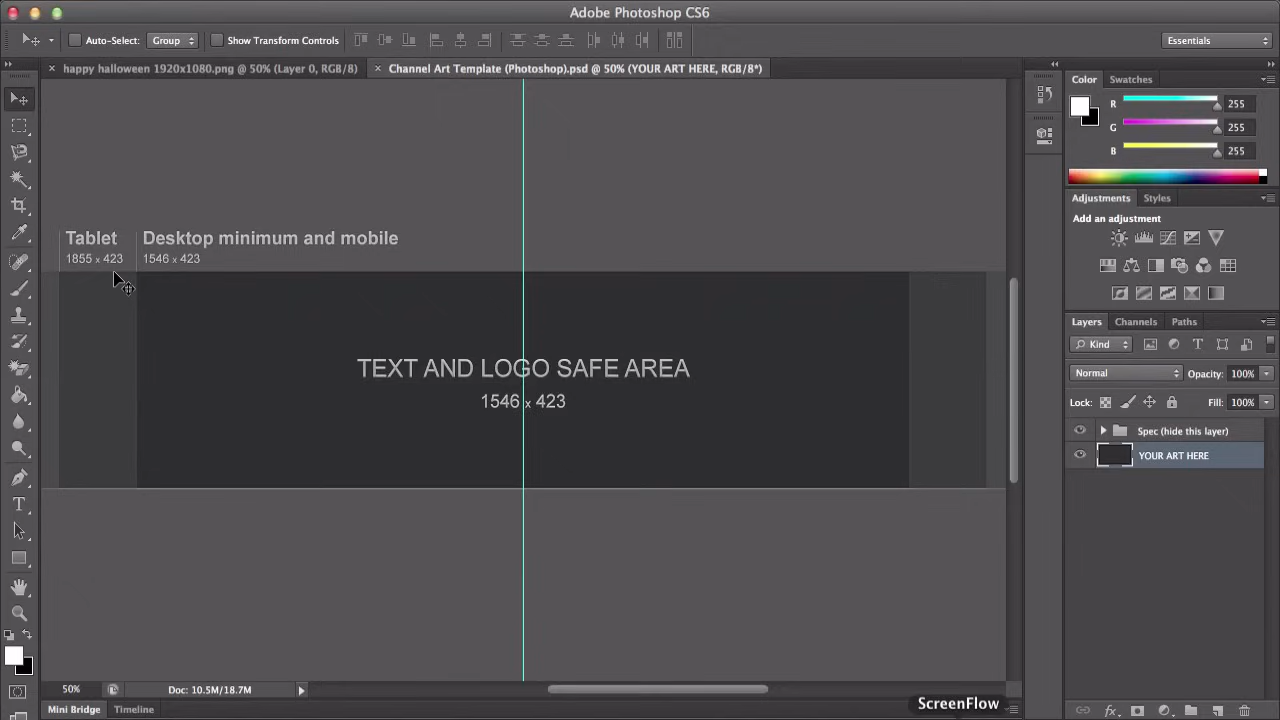 Adobe Photoshop CS6
Auto-Select: Group Show Transform Controls Essentials
happy halloween 1920x1080.png @ 50% (Layer 0, RGB/8) Channel Art Template (Photoshop).psd @ 50% (YOUR ART HERE, RGB/8*)
Color Swatches
R 255
G 255
B 255
Adjustments Styles
Add an adjustment
Tablet Desktop minimum and mobile
1855 x 423 1546 x 423
TEXT AND LOGO SAFE AREA
1546 x 423
Layers Channels Paths
Kind
Normal Opacity: 100%
Lock: Fill: 100%
Spec (hide this layer)
YOUR ART HERE
50% Doc: 10.5M/18.7M
Mini Bridge Timeline
ScreenFlow